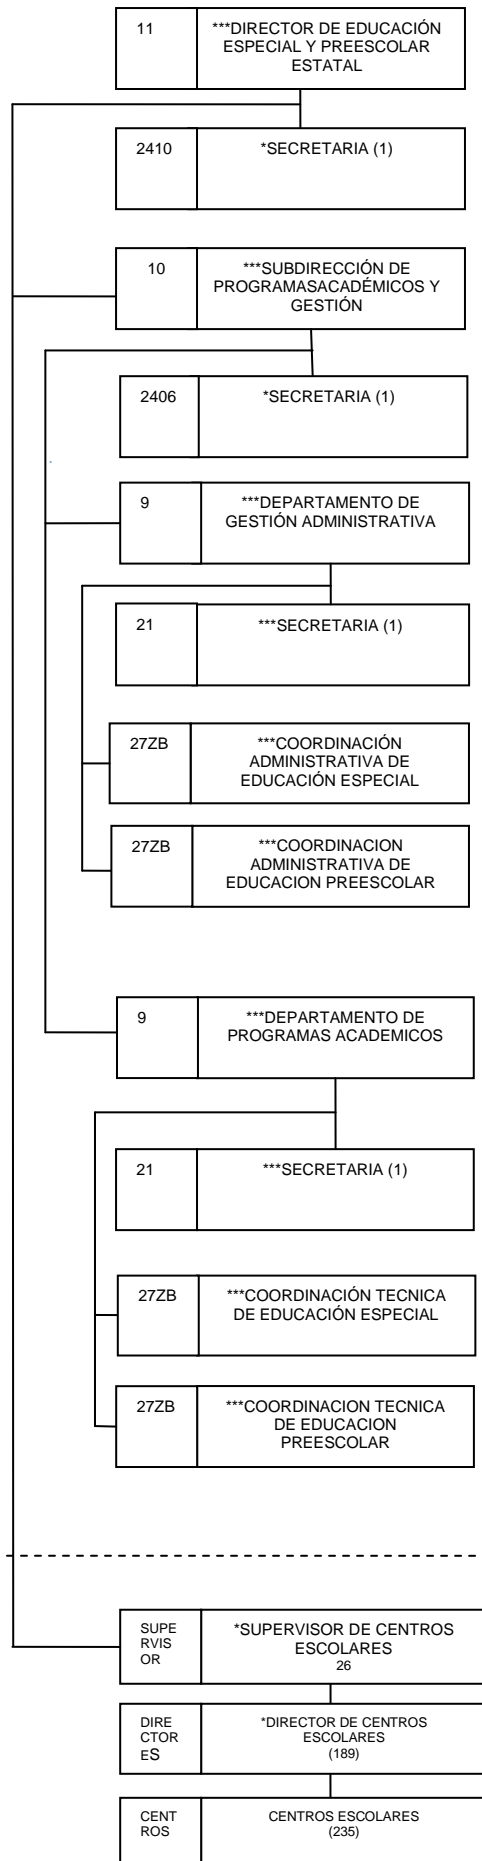 11
***DIRECTOR DE EDUCACIÓN
ESPECIAL Y PREESCOLAR
ESTATAL
2410
*SECRETARIA (1)
10
***SUBDIRECCIÓN DE
PROGRAMASACADÉMICOS Y
GESTIÓN
2406
*SECRETARIA (1)
9
***DEPARTAMENTO DE
GESTIÓN ADMINISTRATIVA
21
***SECRETARIA (1)
27ZB
***COORDINACIÓN
ADMINISTRATIVA DE
EDUCACIÓN ESPECIAL
27ZB
***COORDINACION
ADMINISTRATIVA DE
EDUCACION PREESCOLAR
9
***DEPARTAMENTO DE
PROGRAMAS ACADEMICOS
21
***SECRETARIA (1)
27ZB
***COORDINACIÓN TECNICA
DE EDUCACIÓN ESPECIAL
27ZB
***COORDINACION TECNICA
DE EDUCACION
PREESCOLAR
SUPE
RVIS
OR
*SUPERVISOR DE CENTROS
ESCOLARES
26
DIRE
CTOR
ES
*DIRECTOR DE CENTROS
ESCOLARES
(189)
CENT
ROS
CENTROS ESCOLARES
(235)